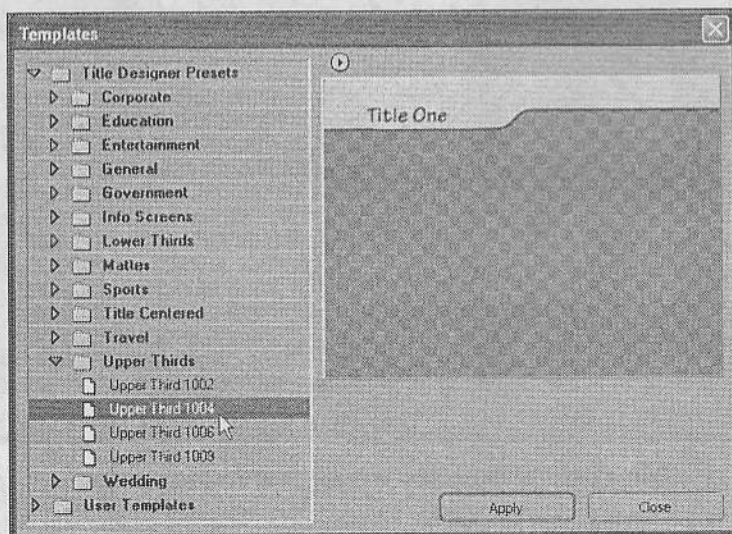 Templates
Title Designer Presets
Corporate
Education
Entertainment
General
Government
Info Screens
Lower Thirds
Mattes
Sports
Title Centered
Travel
Upper Thirds
Upper Third 1002
Upper Third 1004
Upper Third 1006
Upper Third 1009
Wedding
User Templates
Title One
Apply
Close